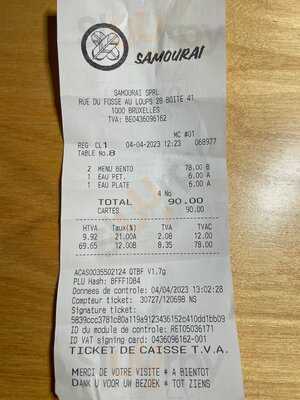 SAMOURAI
SAMOURAI SPRL
RUE DU FOSSE AU LOUPS 28 BOITE 41
1000 BRUXELLES
TVA: BE0436096162
MC #01
REG CL1 04-04-2023 12:23 068977
TABLE No.8
2 MENU BENTO 78.00 B
1 EAU PET. 6.00 A
1 EAU PLATE 6.00 A
4 No
TOTAL 90.00
CARTES 90.00
HTVA Taux(%) TVA TVAC
9.92 21.00A 2.08 12.00
69.65 12.00B 8.35 78.00
ACAS0035502124 QTBF V1.7g
PLU Hash: BFFF1DB4
Donnees de controle: 04/04/2023 13:02:28
Compteur ticket: 30727/120698 NS
Signature ticket:
5839ccc3781c80a119a9123436152c410dd1bb09
ID du module de controle: RET05036171
ID VAT signing card: 0436096162-001
TICKET DE CAISSE T.V.A.
MERCI DE VOTRE VISITE * A BIENTOT
DANK U VOOR UW BEZOEK * TOT ZIENS